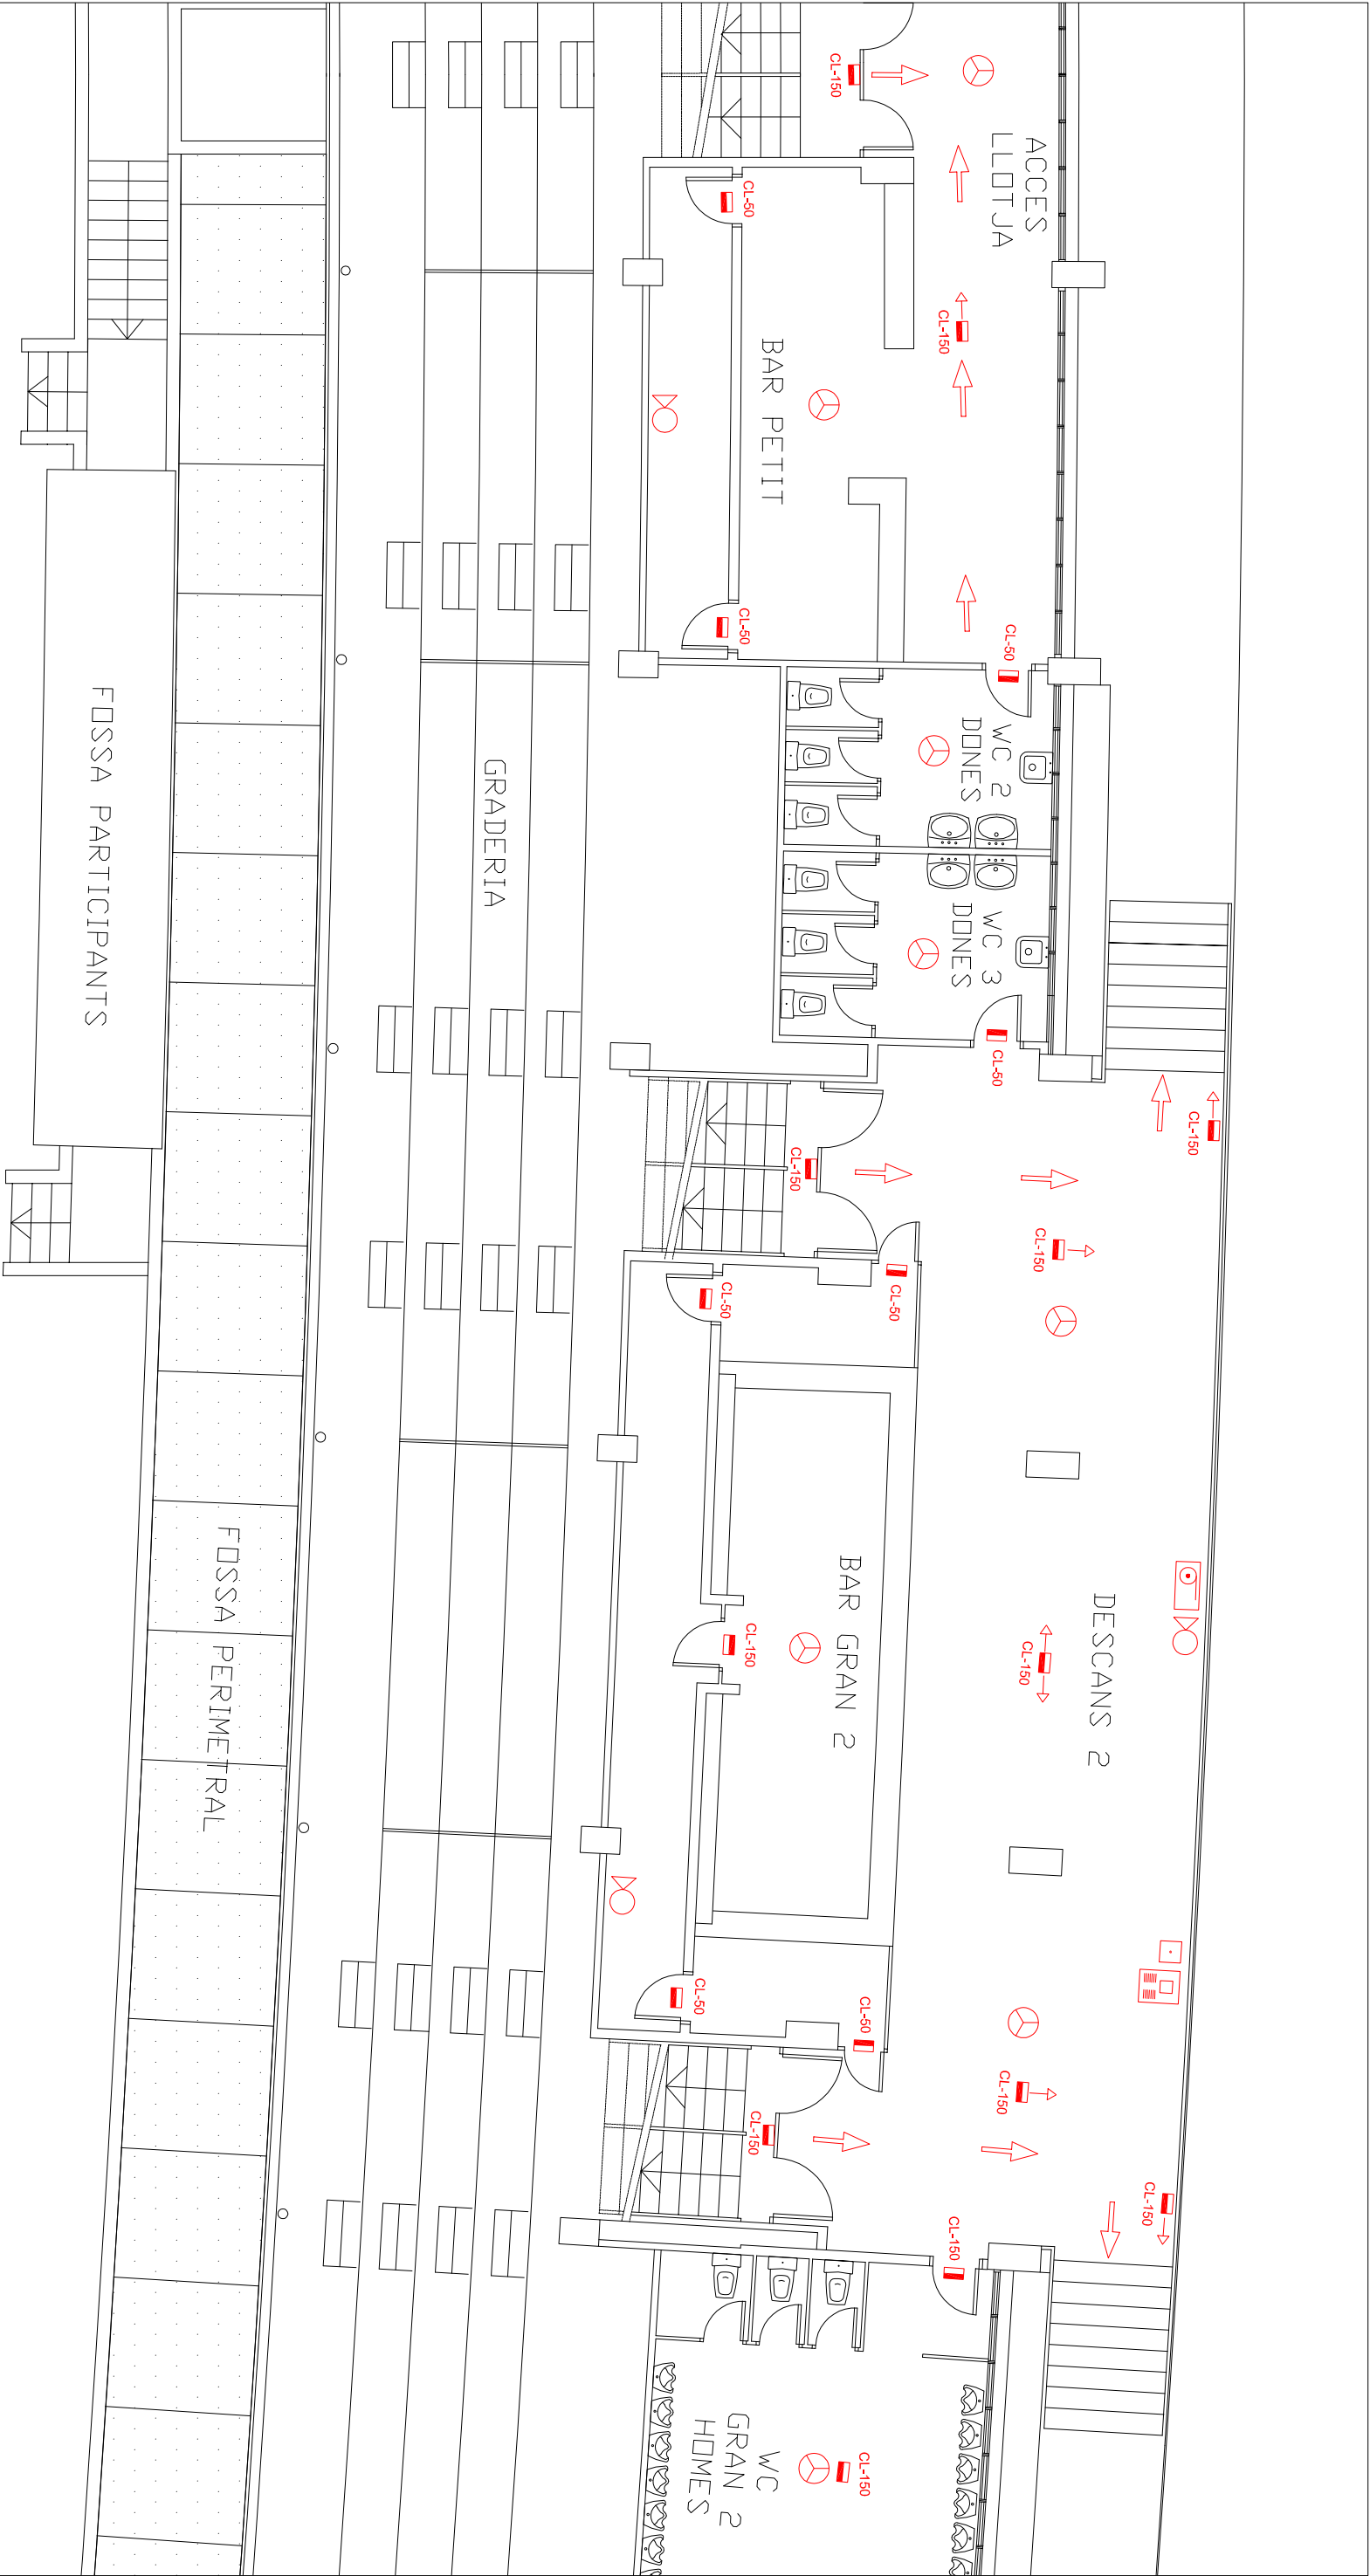 ACCES
LLOTJA
CL-150
CL-50
CL-150
BAR PETIT
CL-50
CL-50
WC 2
DONES
WC 3
DONES
CL-50
FOSSA PARTICIPANTS
GRADERIA
CL-150
CL-150
CL-150
CL-50
CL-50
DESCANS 2
BAR GRAN 2
CL-150
CL-150
FOSSA PERIMETRAL
CL-50
CL-50
CL-150
CL-150
CL-150
CL-150
WC
GRAN 2
HOMES
CL-150